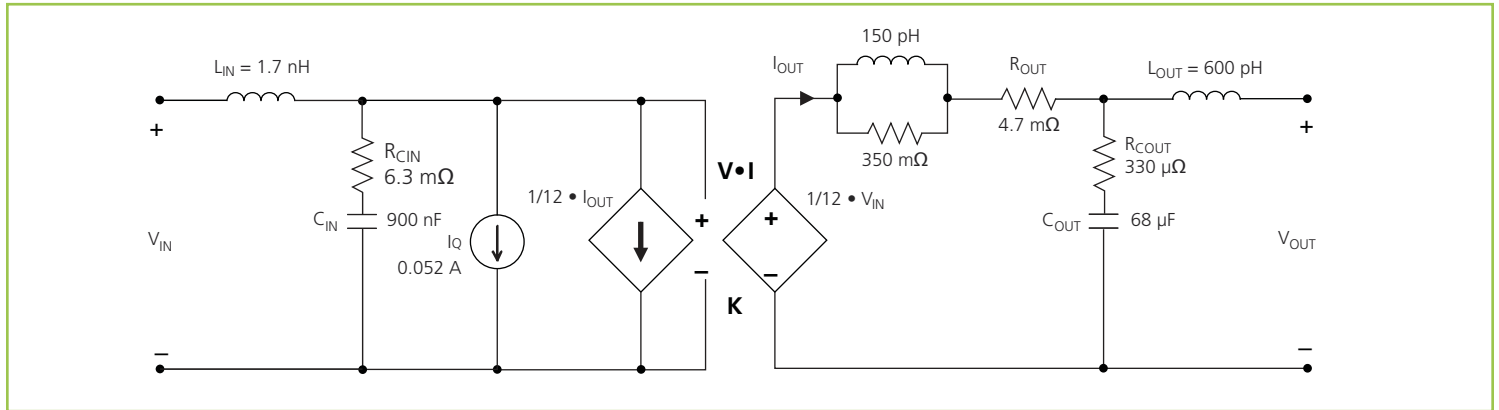 L_IN = 1.7 nH
+
−
V_IN
R_CIN
6.3 mΩ
C_IN 900 nF
I_Q
0.052 A
1/12 • I_OUT
V•I
+
−
K
1/12 • V_IN
+
−
I_OUT
150 pH
350 mΩ
R_OUT
4.7 mΩ
R_COUT
330 µΩ
C_OUT 68 µF
L_OUT = 600 pH
+
−
V_OUT